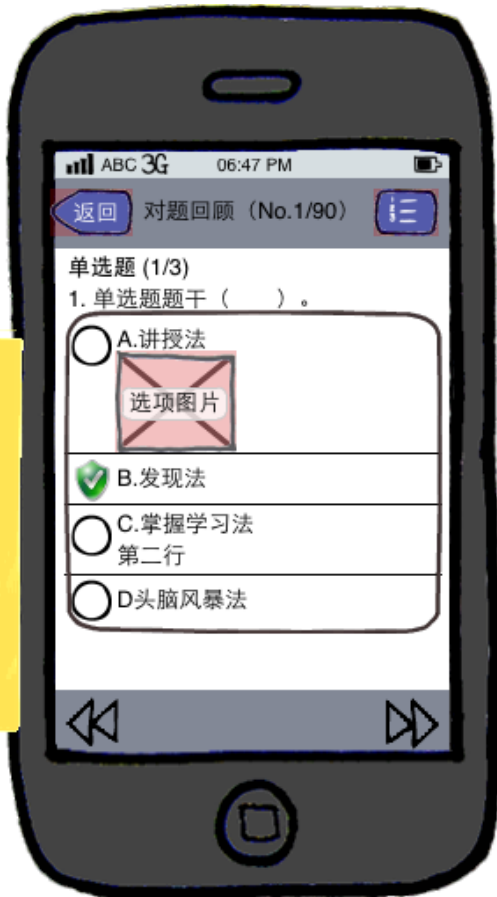 ABC 3G 06:47 PM
返回 对题回顾（No.1/90）
单选题 (1/3)
1. 单选题题干（　　）。
A.讲授法
选项图片
B.发现法
C.掌握学习法
第二行
D头脑风暴法